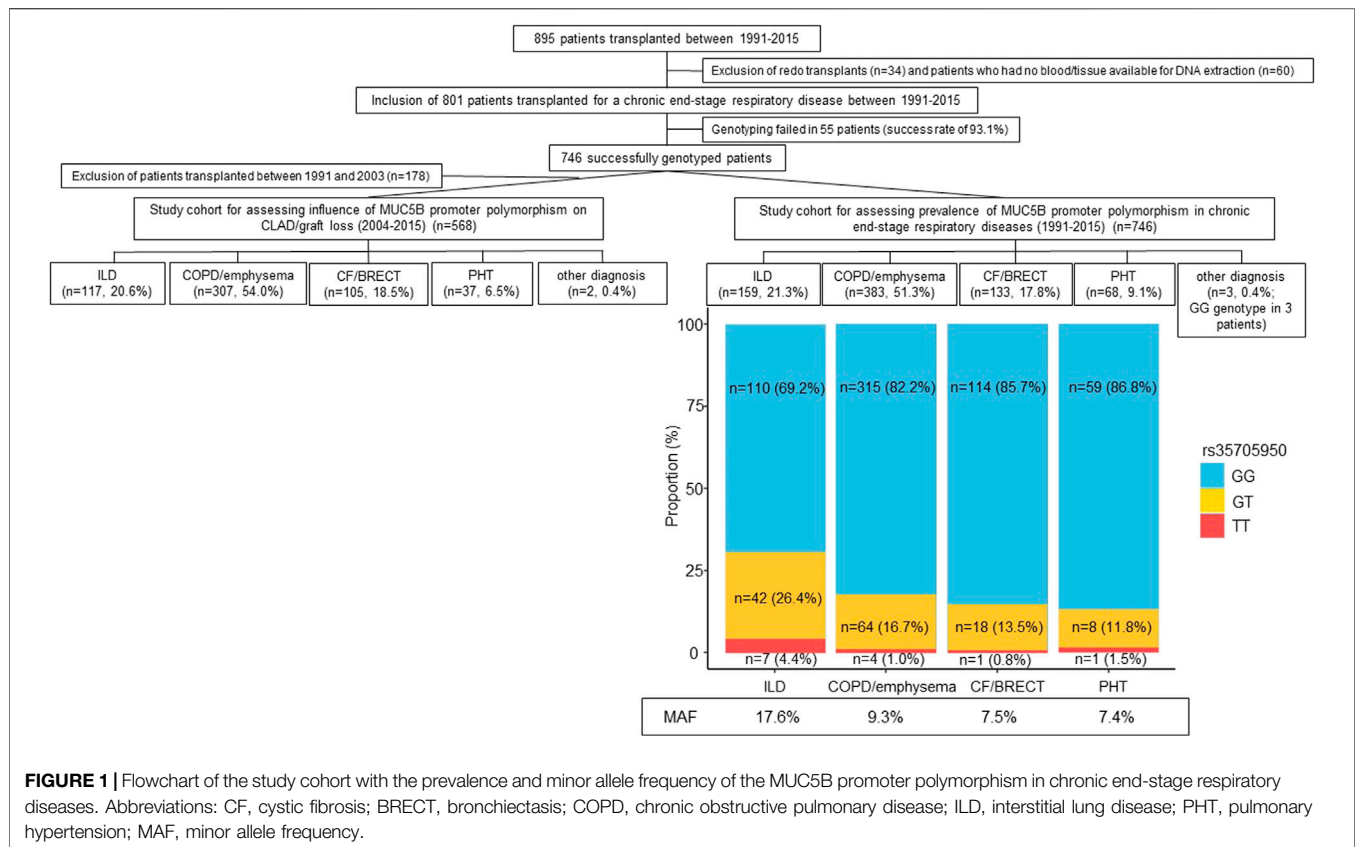 895 patients transplanted between 1991-2015
Exclusion of redo transplants (n=34) and patients who had no blood/tissue available for DNA extraction (n=60)
Inclusion of 801 patients transplanted for a chronic end-stage respiratory disease between 1991-2015
Genotyping failed in 55 patients (success rate of 93.1%)
746 successfully genotyped patients
Exclusion of patients transplanted between 1991 and 2003 (n=178)
Study cohort for assessing influence of MUC5B promoter polymorphism on
CLAD/graft loss (2004-2015) (n=568)
Study cohort for assessing prevalence of MUC5B promoter polymorphism in chronic
end-stage respiratory diseases (1991-2015) (n=746)
ILD
(n=117, 20.6%)
COPD/emphysema
(n=307, 54.0%)
CF/BRECT
(n=105, 18.5%)
PHT
(n=37, 6.5%)
other diagnosis
(n=2, 0.4%)
ILD
(n=159, 21.3%)
COPD/emphysema
(n=383, 51.3%)
CF/BRECT
(n=133, 17.8%)
PHT
(n=68, 9.1%)
other diagnosis
(n=3, 0.4%;
GG genotype in 3
patients)
Proportion (%)
100
75
50
25
0
n=110 (69.2%)
n=315 (82.2%)
n=114 (85.7%)
n=59 (86.8%)
n=42 (26.4%)
n=64 (16.7%)
n=18 (13.5%)
n=8 (11.8%)
n=7 (4.4%)
n=4 (1.0%)
n=1 (0.8%)
n=1 (1.5%)
ILD
COPD/emphysema
CF/BRECT
PHT
rs35705950
GG
GT
TT
MAF 17.6% 9.3% 7.5% 7.4%
FIGURE 1 | Flowchart of the study cohort with the prevalence and minor allele frequency of the MUC5B promoter polymorphism in chronic end-stage respiratory
diseases. Abbreviations: CF, cystic fibrosis; BRECT, bronchiectasis; COPD, chronic obstructive pulmonary disease; ILD, interstitial lung disease; PHT, pulmonary
hypertension; MAF, minor allele frequency.